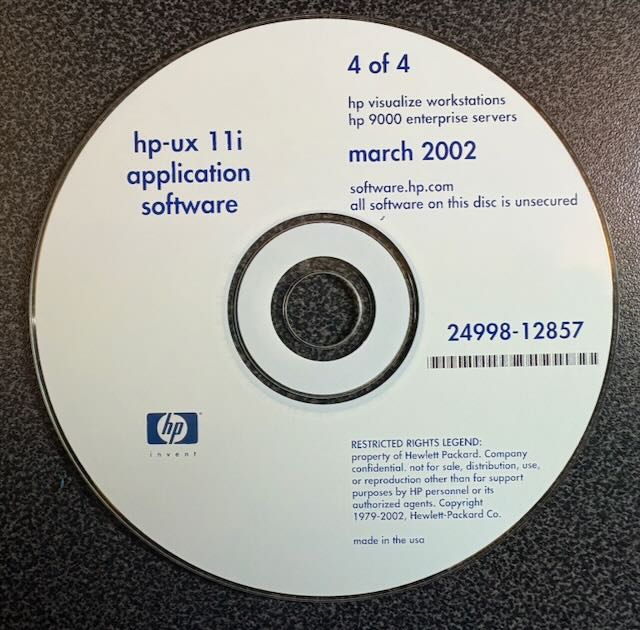 4 of 4
hp visualize workstations
hp 9000 enterprise servers
hp-ux 11i
application
software
march 2002
software.hp.com
all software on this disc is unsecured
24998-12857
hp
invent
RESTRICTED RIGHTS LEGEND:
property of Hewlett Packard. Company
confidential. not for sale, distribution, use,
or reproduction other than for support
purposes by HP personnel or its
authorized agents. Copyright
1979-2002, Hewlett-Packard Co.
made in the usa